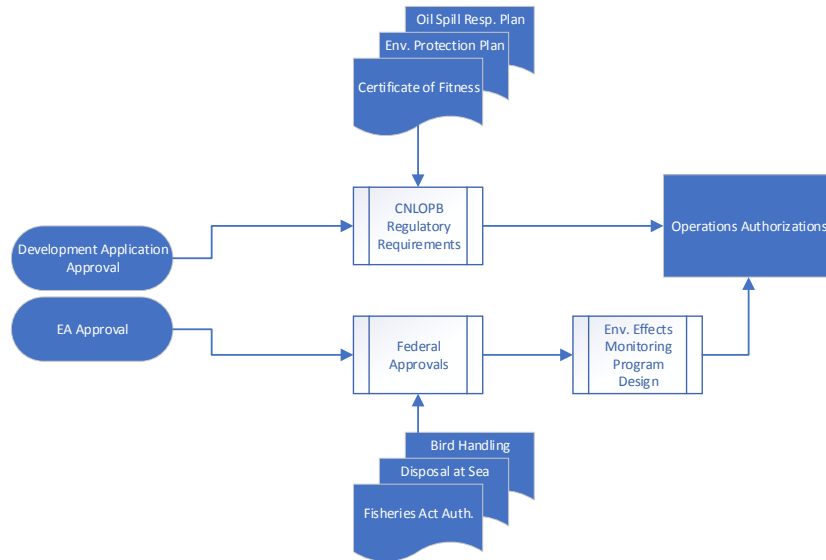 Oil Spill Resp. Plan
Env. Protection Plan
Certificate of Fitness
CNLOPB
Regulatory
Requirements
Operations Authorizations
Development Application
Approval
EA Approval
Federal
Approvals
Env. Effects
Monitoring
Program
Design
Bird Handling
Disposal at Sea
Fisheries Act Auth.